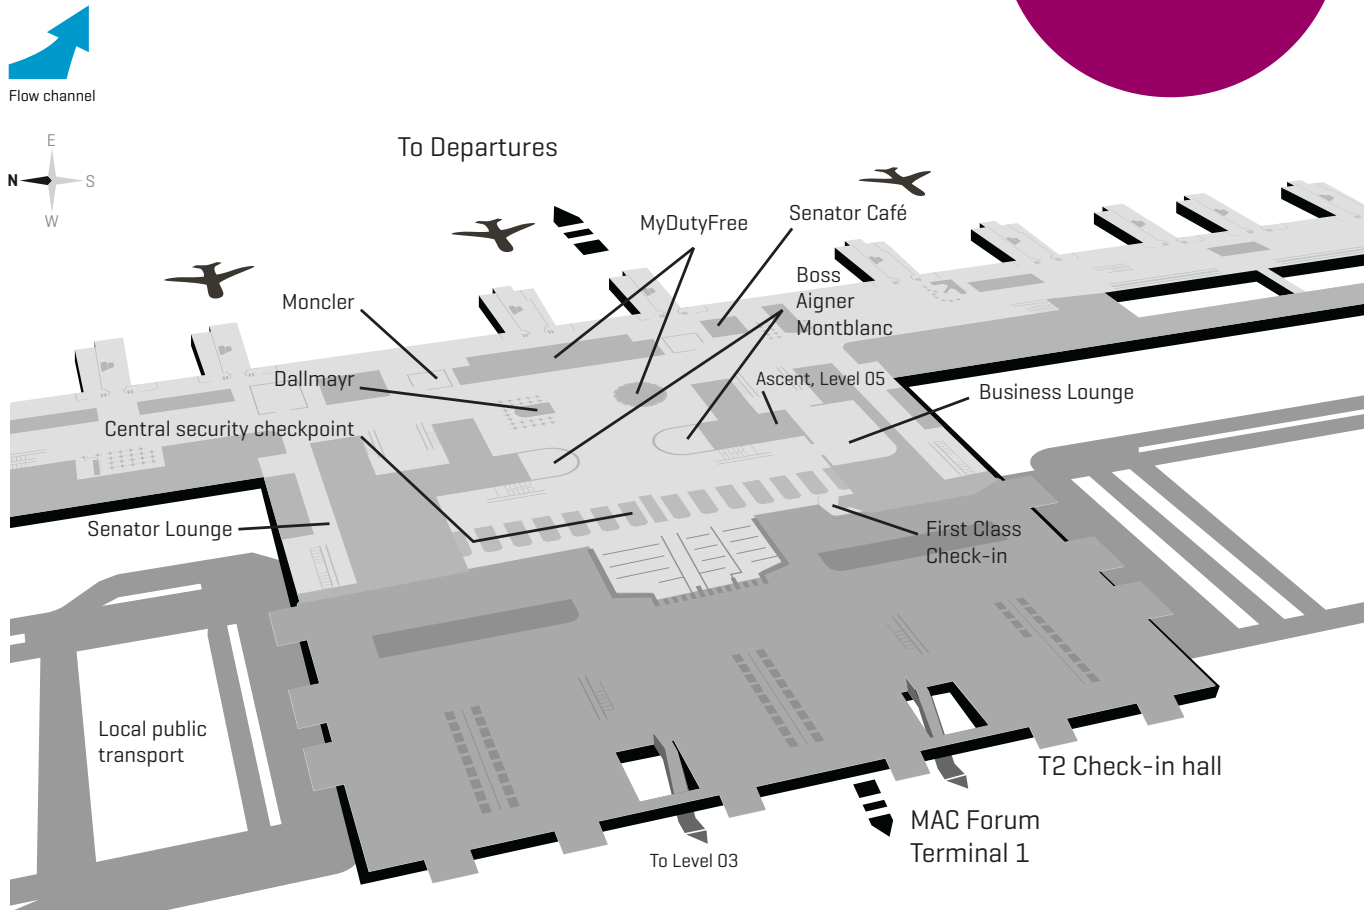 Flow channel
E
N
S
W
To Departures
MyDutyFree
Senator Café
Moncler
Boss
Aigner
Montblanc
Dallmayr
Ascent, Level 05
Business Lounge
Central security checkpoint
Senator Lounge
First Class
Check-in
Local public
transport
T2 Check-in hall
MAC Forum
Terminal 1
To Level 03